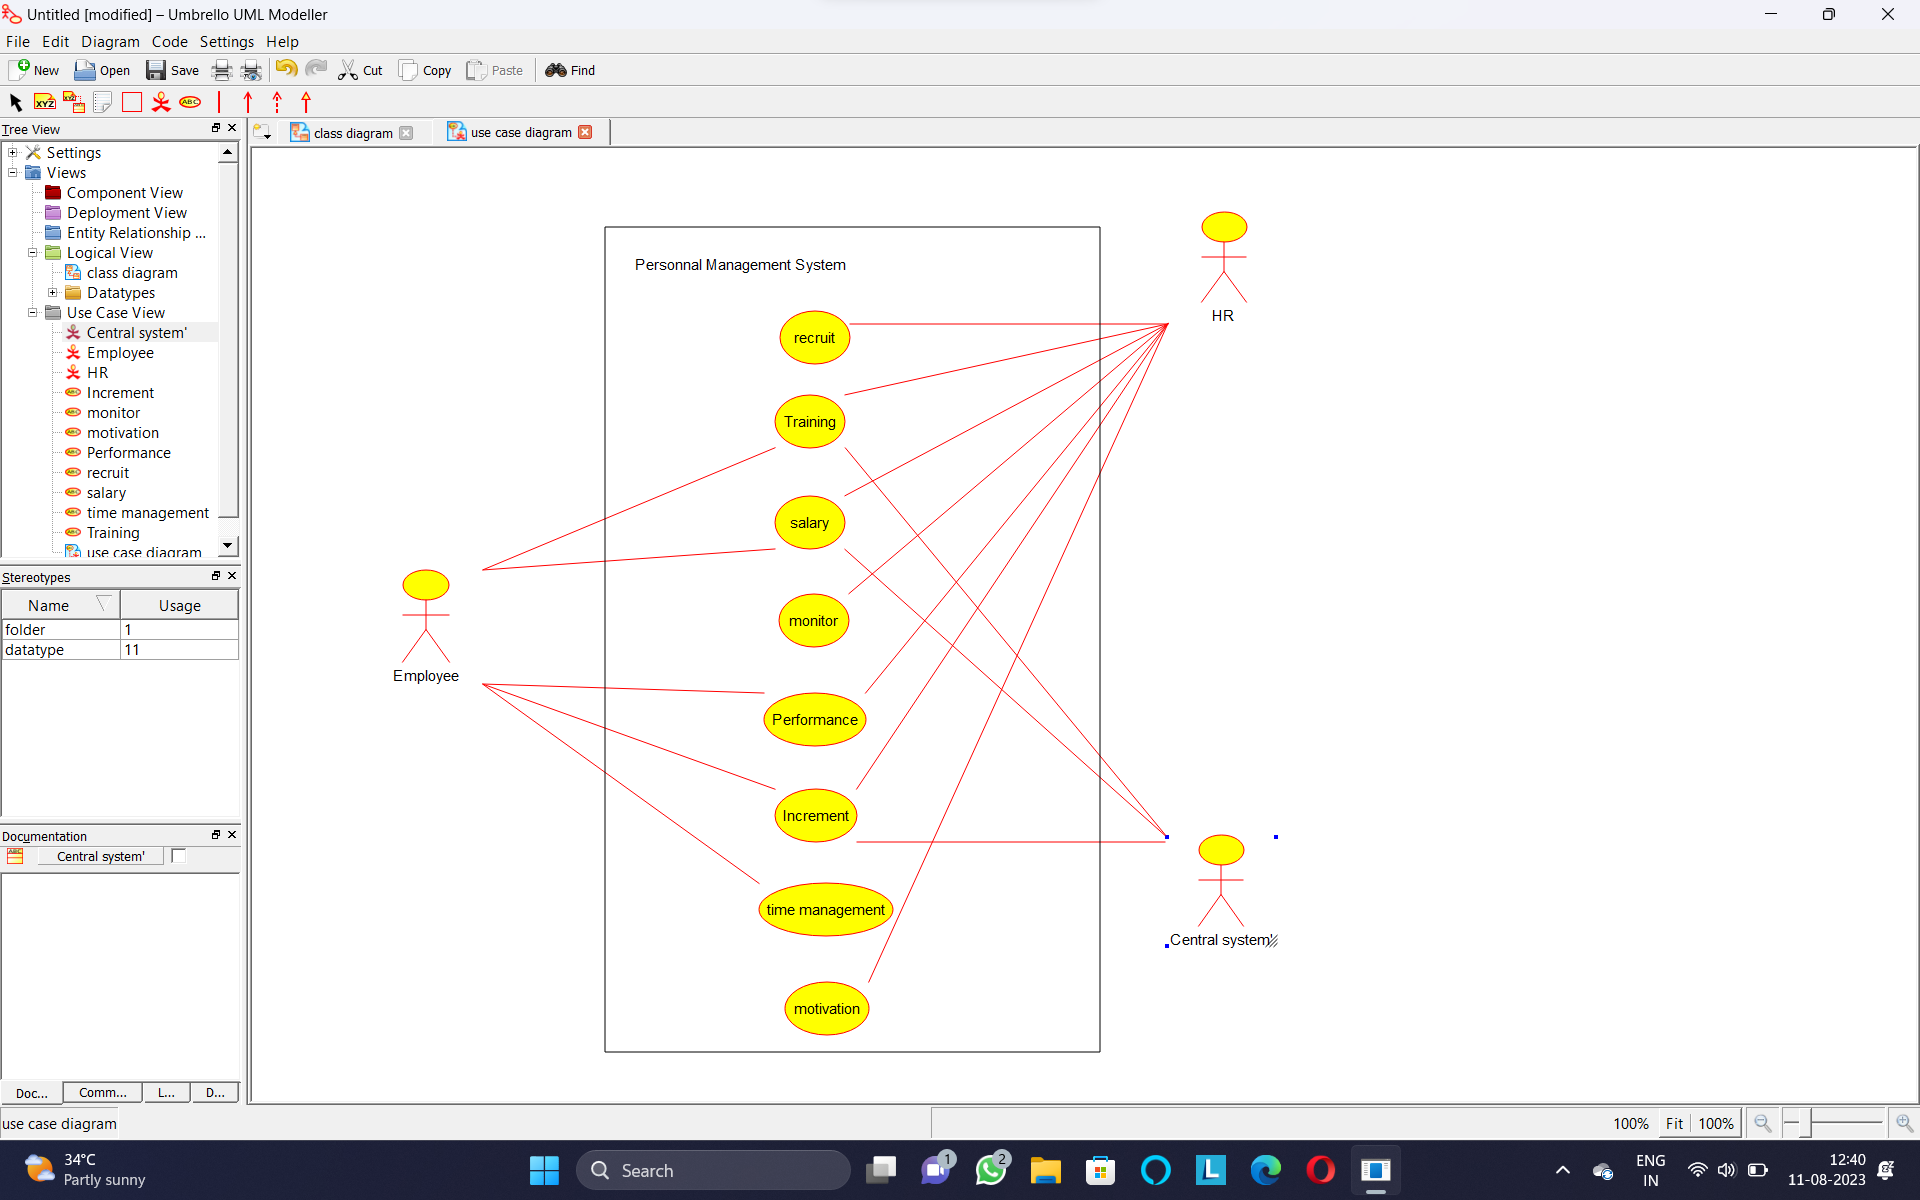 Untitled [modified] – Umbrello UML Modeller
File Edit Diagram Code Settings Help
New Open Save Cut Copy Paste Find
XYZ XYZ ABC
Tree View
class diagram
use case diagram
Settings
Views
Component View
Deployment View
Entity Relationship ...
Logical View
class diagram
Datatypes
Use Case View
Central system'
Employee
HR
Increment
monitor
motivation
Performance
recruit
salary
time management
Training
use case diagram
Stereotypes
Name Usage
folder 1
datatype 11
Documentation
Central system'
Doc... Comm... L... D...
Personnal Management System
recruit
Training
salary
monitor
Performance
Increment
time management
motivation
HR
Employee
Central system'
use case diagram
100% Fit 100%
34°C
Partly sunny
Search
1
2
L
ENG
IN
12:40
11-08-2023